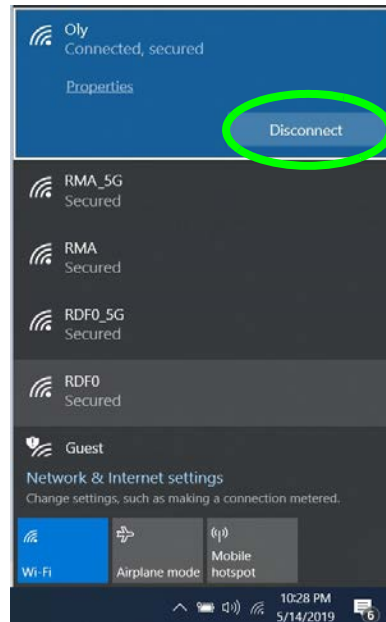 Oly
Connected, secured
Properties
Disconnect
RMA_5G
Secured
RMA
Secured
RDF0_5G
Secured
RDF0
Secured
Guest
Network & Internet settings
Change settings, such as making a connection metered.
Wi-Fi
Airplane mode
Mobile
hotspot
10:28 PM
5/14/2019
6